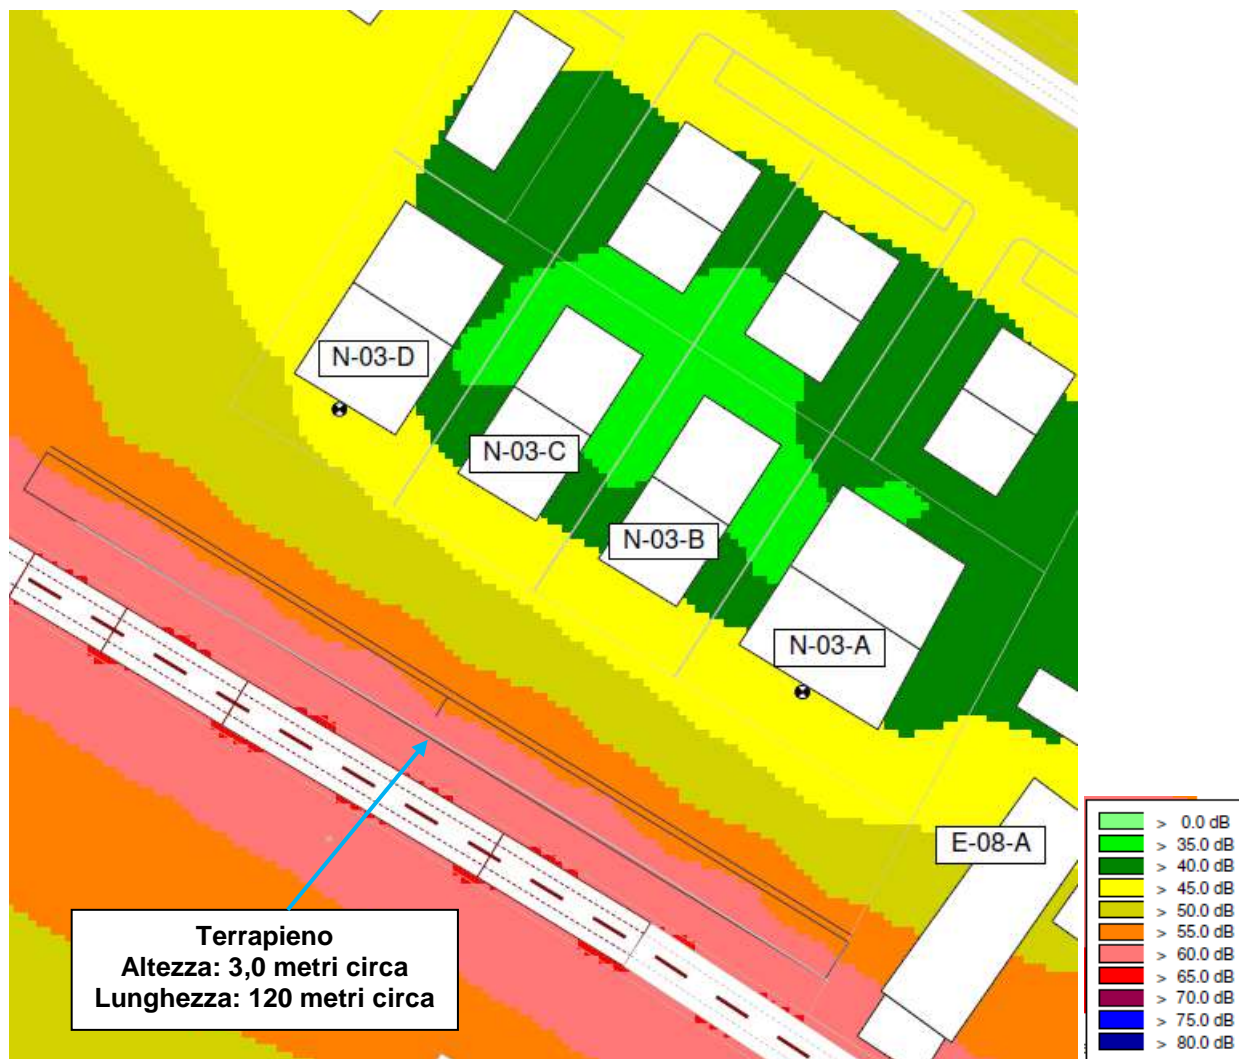 N-03-D
N-03-C
N-03-B
N-03-A
E-08-A
Terrapieno
Altezza: 3,0 metri circa
Lunghezza: 120 metri circa
> 0.0 dB
> 35.0 dB
> 40.0 dB
> 45.0 dB
> 50.0 dB
> 55.0 dB
> 60.0 dB
> 65.0 dB
> 70.0 dB
> 75.0 dB
> 80.0 dB